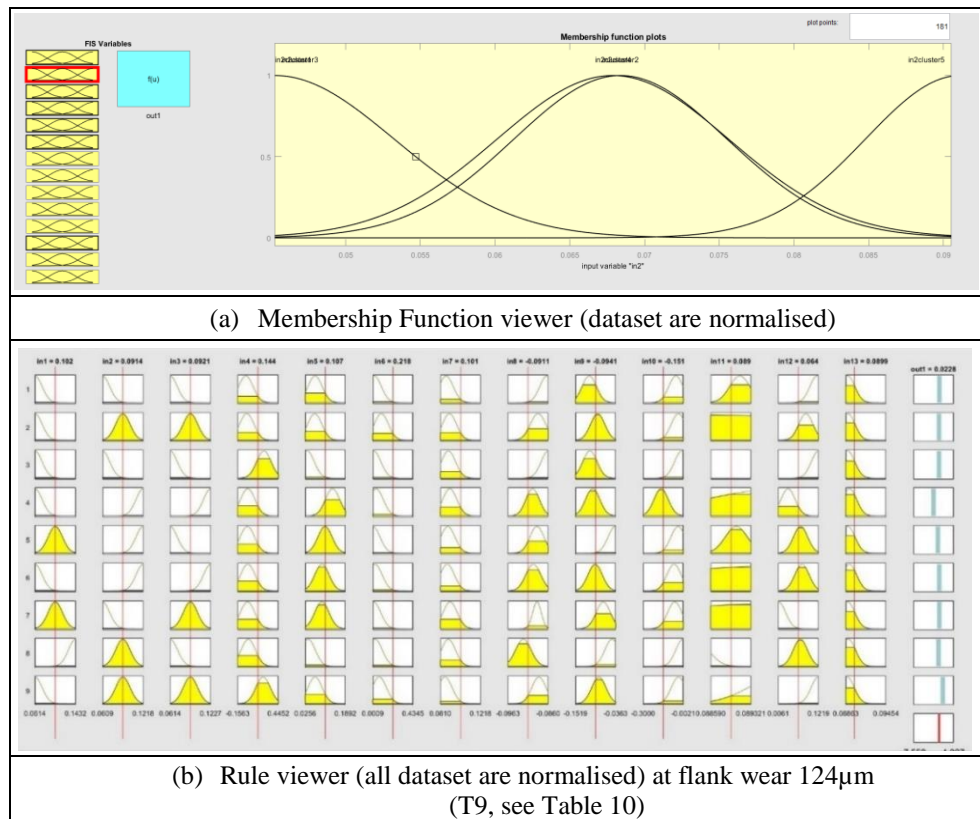 plot points: 181
FIS Variables
Membership function plots
f(u)
out1
in2cluster3 in2cluster2 in2cluster5
1
0.5
0
0.05 0.055 0.06 0.065 0.07 0.075 0.08 0.085 0.09
input variable "in2"
(a) Membership Function viewer (dataset are normalised)
in1 = 0.102 in2 = 0.0914 in3 = 0.0921 in4 = 0.144 in5 = 0.107 in6 = 0.218 in7 = 0.101 in8 = -0.0911 in9 = -0.0941 in10 = -0.151 in11 = 0.089 in12 = 0.064 in13 = 0.0899
out1 = 0.0228
1
2
3
4
5
6
7
8
9
0.0614 0.1432 0.0609 0.1218 0.0614 0.1227 -0.1563 0.4452 0.0256 0.1892 0.0009 0.4345 0.0810 0.1218 -0.0963 -0.0860 -0.1519 -0.0363 -0.3000 -0.0021 0.088590 0.089321 0.0061 0.1219 0.08863 0.09454
(b) Rule viewer (all dataset are normalised) at flank wear 124µm
(T9, see Table 10)